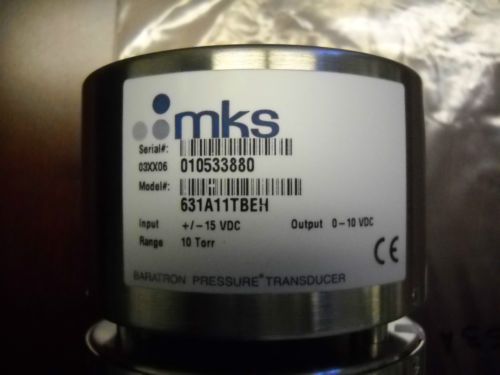 mks
Serial#:
03XX06 010533880
Model#:
631A11TBEH
Input +/-15 VDC Output 0-10 VDC
Range 10 Torr
CE
BARATRON PRESSURE® TRANSDUCER